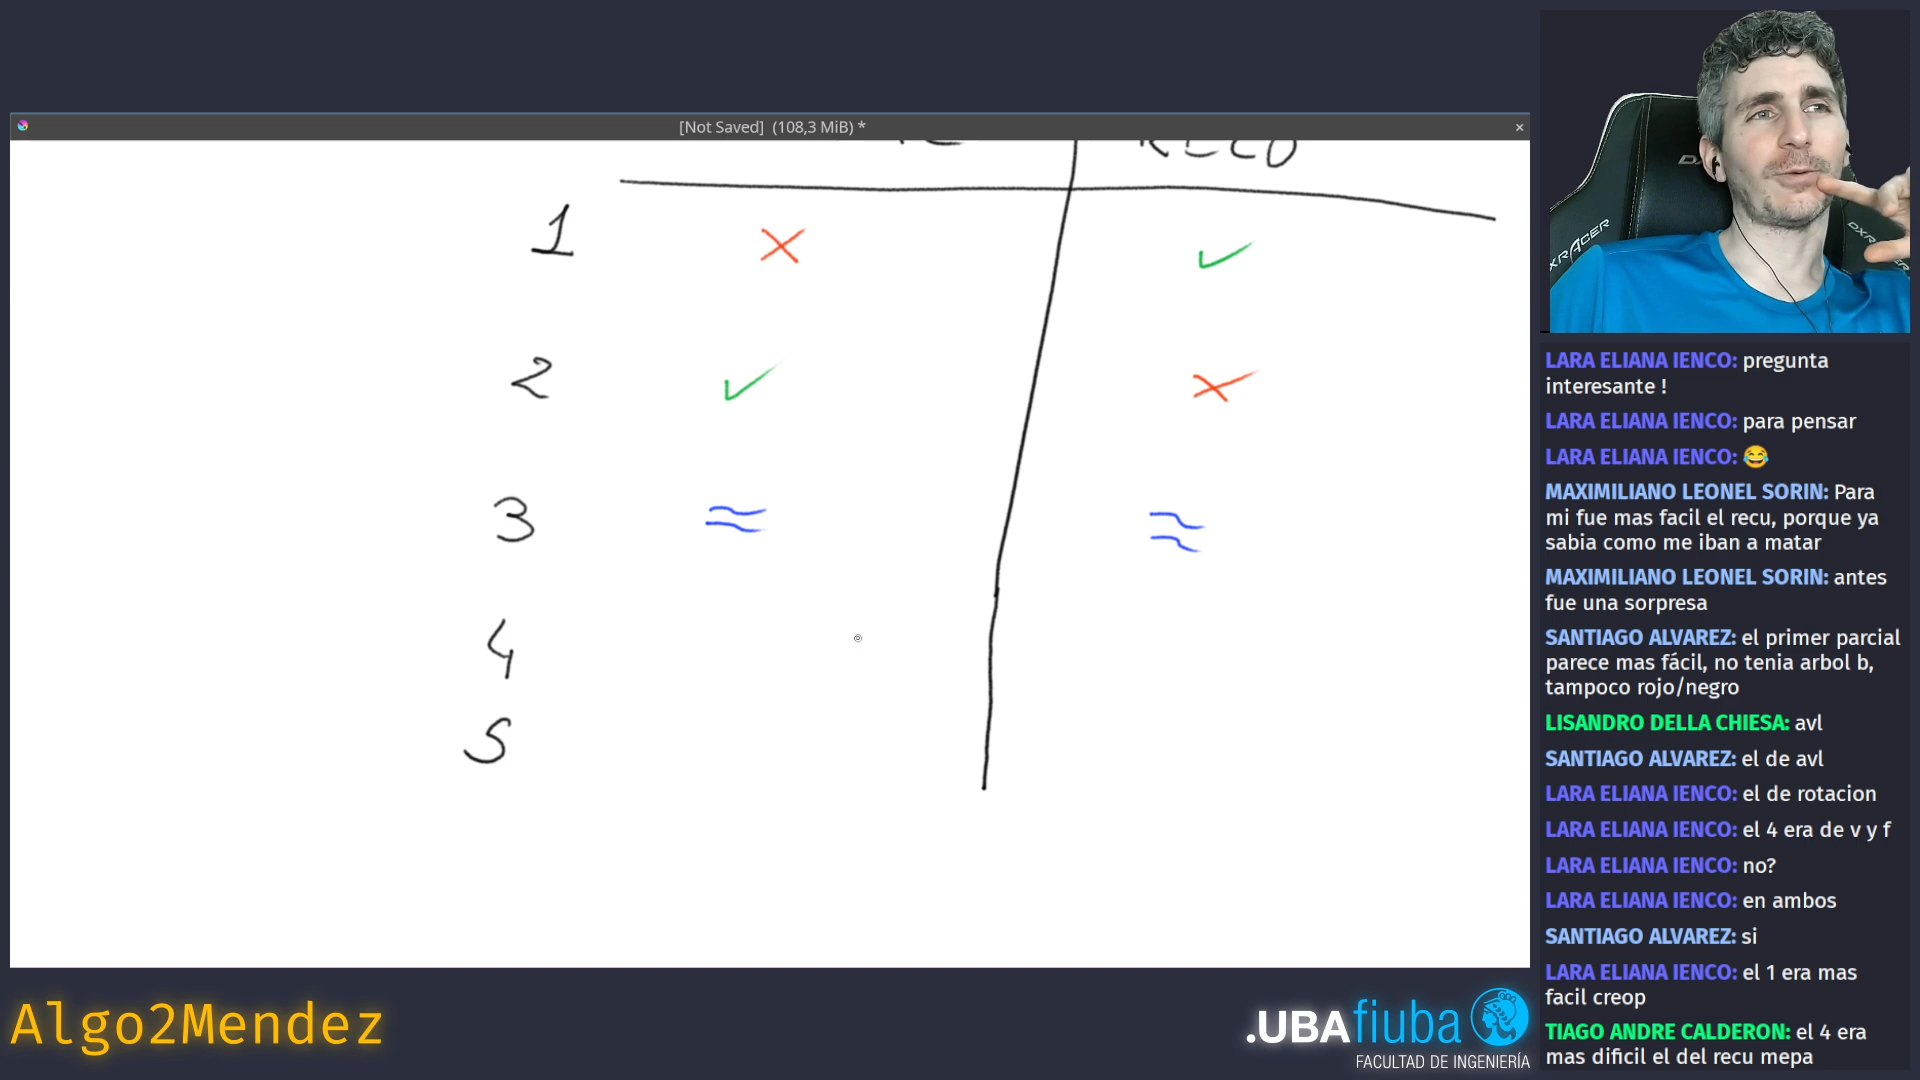 [Not Saved] (108,3 MiB) *
×
RECU
1
2
3
4
5
DXRACER
LARA ELIANA IENCO: pregunta
interesante !
LARA ELIANA IENCO: para pensar
LARA ELIANA IENCO: 😂
MAXIMILIANO LEONEL SORIN: Para
mi fue mas facil el recu, porque ya
sabia como me iban a matar
MAXIMILIANO LEONEL SORIN: antes
fue una sorpresa
SANTIAGO ALVAREZ: el primer parcial
parece mas fácil, no tenia arbol b,
tampoco rojo/negro
LISANDRO DELLA CHIESA: avl
SANTIAGO ALVAREZ: el de avl
LARA ELIANA IENCO: el de rotacion
LARA ELIANA IENCO: el 4 era de v y f
LARA ELIANA IENCO: no?
LARA ELIANA IENCO: en ambos
SANTIAGO ALVAREZ: si
LARA ELIANA IENCO: el 1 era mas
facil creop
TIAGO ANDRE CALDERON: el 4 era
mas dificil el del recu mepa
Algo2Mendez
.UBAfiuba
FACULTAD DE INGENIERÍA